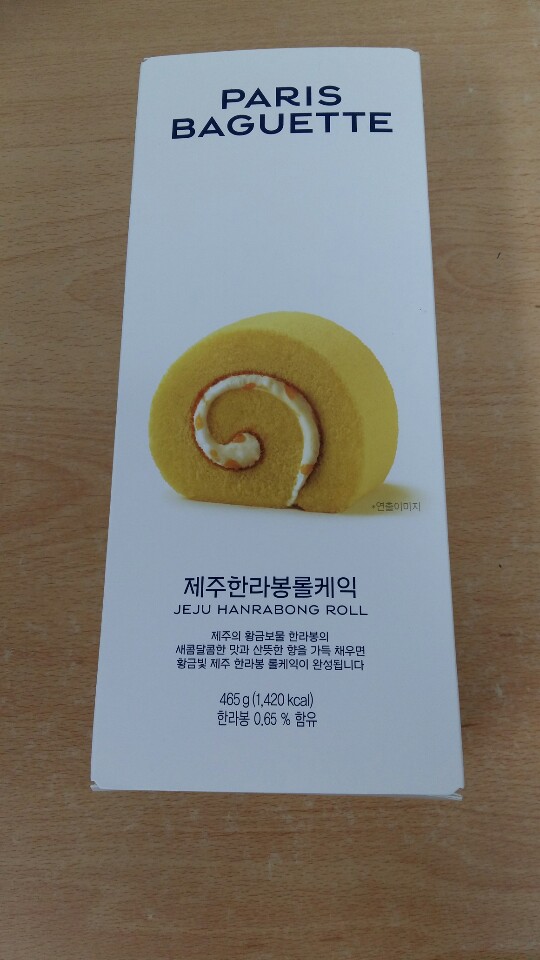 PARIS
BAGUETTE
*연출이미지
제주한라봉롤케익
JEJU HANRABONG ROLL
제주의 황금보물 한라봉의
새콤달콤한 맛과 산뜻한 향을 가득 채우면
황금빛 제주 한라봉 롤케익이 완성됩니다
465 g (1,420 kcal)
한라봉 0.65 % 함유